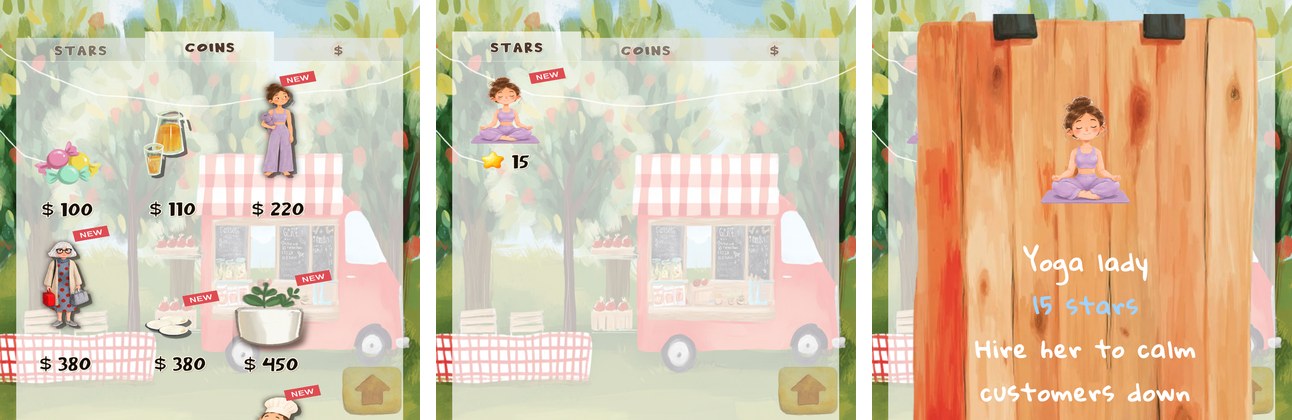 STARS COINS $
NEW
$ 100 $ 110 $ 220
NEW
NEW
NEW
$ 380 $ 380 $ 450
NEW
STARS COINS $
NEW
15
Yoga lady
15 stars
Hire her to calm
customers down